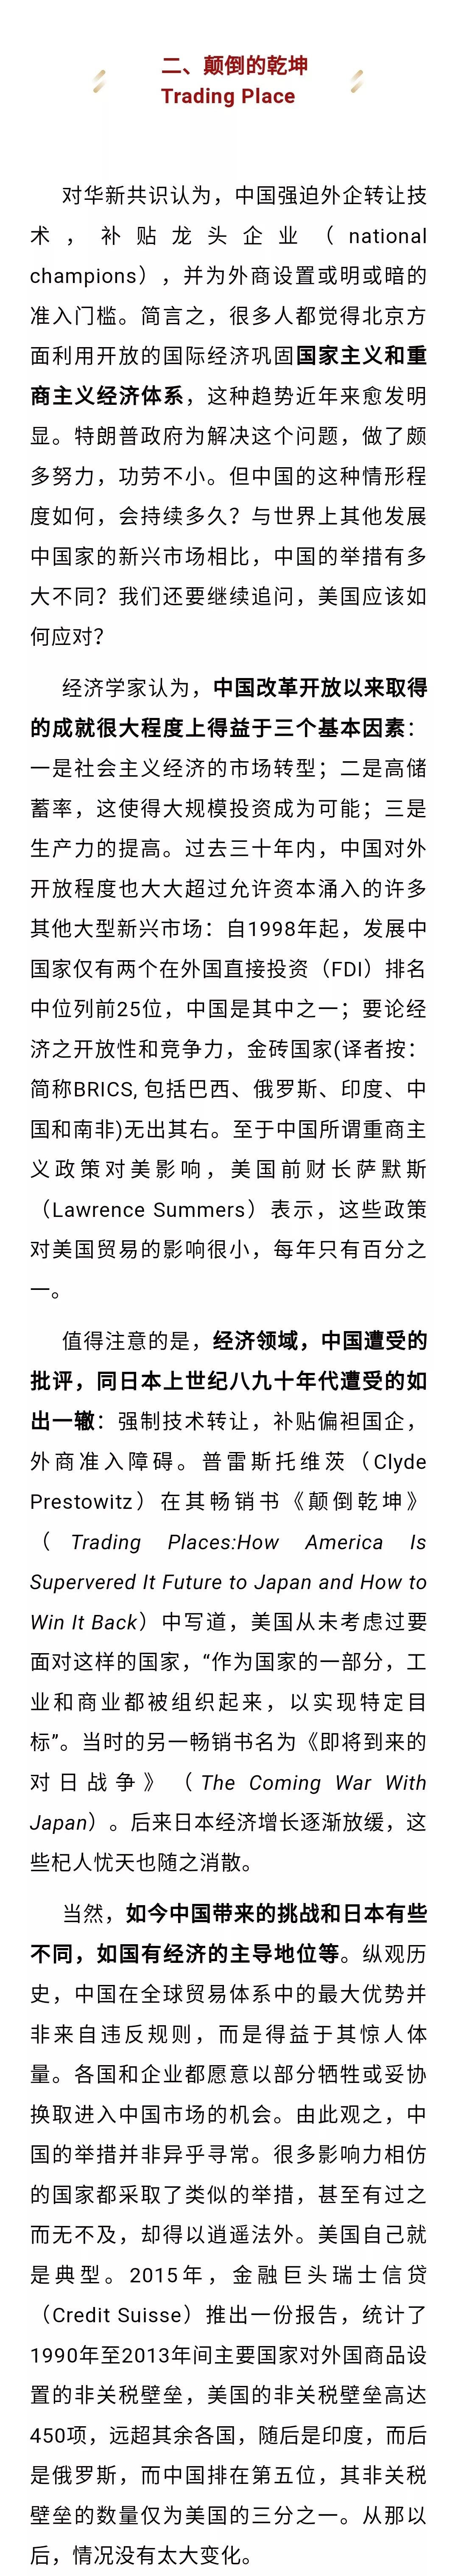 二、颠倒的乾坤
Trading Place
对华新共识认为，中国强迫外企转让技
术，补贴龙头企业（national
champions），并为外商设置或明或暗的
准入门槛。简言之，很多人都觉得北京方
面利用开放的国际经济巩固国家主义和重
商主义经济体系，这种趋势近年来愈发明
显。特朗普政府为解决这个问题，做了颇
多努力，功劳不小。但中国的这种情形程
度如何，会持续多久？与世界上其他发展
中国家的新兴市场相比，中国的举措有多
大不同？我们还要继续追问，美国应该如
何应对？
经济学家认为，中国改革开放以来取得
的成就很大程度上得益于三个基本因素：
一是社会主义经济的市场转型；二是高储
蓄率，这使得大规模投资成为可能；三是
生产力的提高。过去三十年内，中国对外
开放程度也大大超过允许资本涌入的许多
其他大型新兴市场：自1998年起，发展中
国家仅有两个在外国直接投资（FDI）排名
中位列前25位，中国是其中之一；要论经
济之开放性和竞争力，金砖国家(译者按：
简称BRICS, 包括巴西、俄罗斯、印度、中
国和南非)无出其右。至于中国所谓重商主
义政策对美影响，美国前财长萨默斯
（Lawrence Summers）表示，这些政策
对美国贸易的影响很小，每年只有百分之
一。
值得注意的是，经济领域，中国遭受的
批评，同日本上世纪八九十年代遭受的如
出一辙：强制技术转让，补贴偏袒国企，
外商准入障碍。普雷斯托维茨（Clyde
Prestowitz）在其畅销书《颠倒乾坤》
（Trading Places:How America Is
Supervered It Future to Japan and How to
Win It Back）中写道，美国从未考虑过要
面对这样的国家，“作为国家的一部分，工
业和商业都被组织起来，以实现特定目
标”。当时的另一畅销书名为《即将到来的
对日战争》（The Coming War With
Japan）。后来日本经济增长逐渐放缓，这
些杞人忧天也随之消散。
当然，如今中国带来的挑战和日本有些
不同，如国有经济的主导地位等。纵观历
史，中国在全球贸易体系中的最大优势并
非来自违反规则，而是得益于其惊人体
量。各国和企业都愿意以部分牺牲或妥协
换取进入中国市场的机会。由此观之，中
国的举措并非异乎寻常。很多影响力相仿
的国家都采取了类似的举措，甚至有过之
而无不及，却得以逍遥法外。美国自己就
是典型。2015年，金融巨头瑞士信贷
（Credit Suisse）推出一份报告，统计了
1990年至2013年间主要国家对外国商品设
置的非关税壁垒，美国的非关税壁垒高达
450项，远超其余各国，随后是印度，而后
是俄罗斯，而中国排在第五位，其非关税
壁垒的数量仅为美国的三分之一。从那以
后，情况没有太大变化。